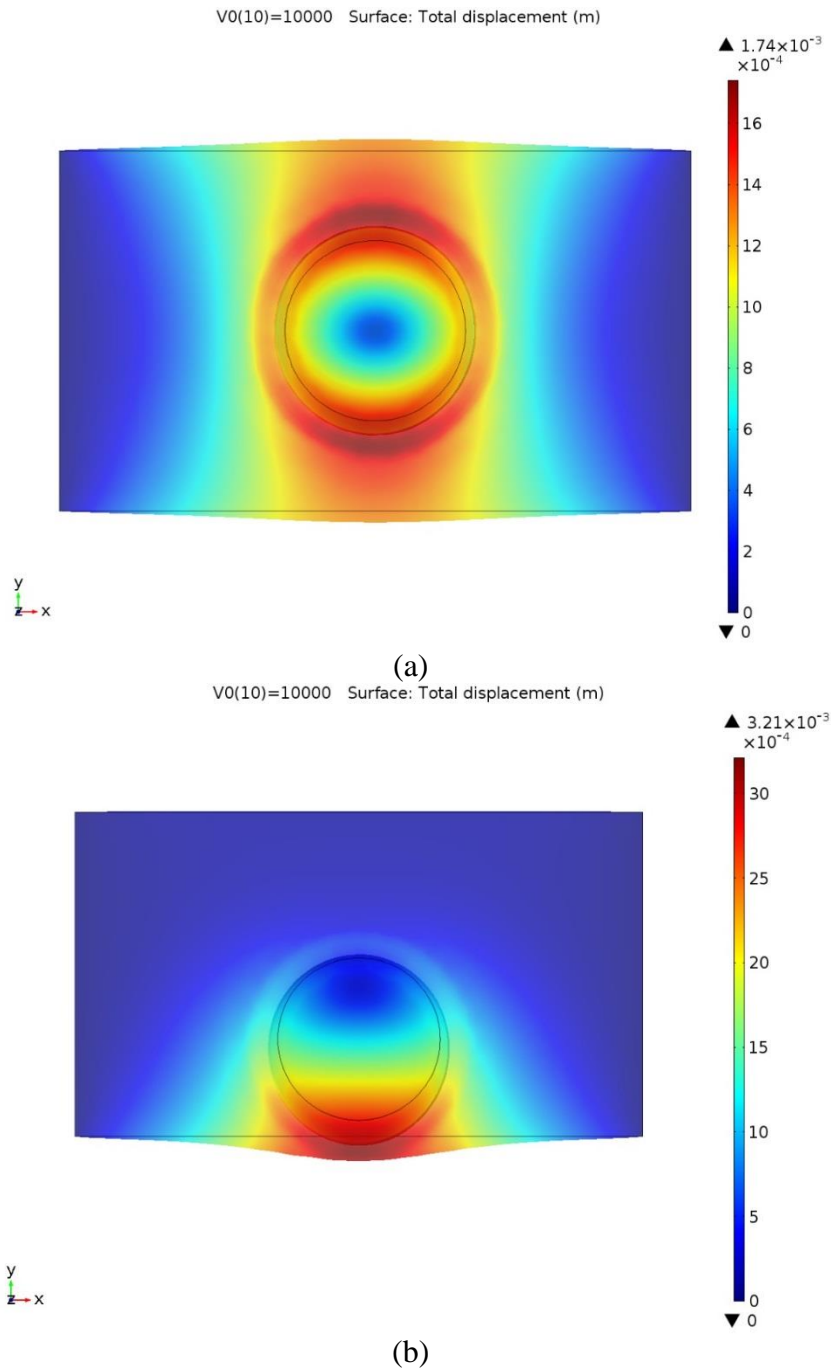 V0(10)=10000 Surface: Total displacement (m)
▲ 1.74×10⁻³
×10⁻⁴
16
14
12
10
8
6
4
2
0
▼ 0
y
z x
(a)
V0(10)=10000 Surface: Total displacement (m)
▲ 3.21×10⁻³
×10⁻⁴
30
25
20
15
10
5
0
▼ 0
y
z x
(b)